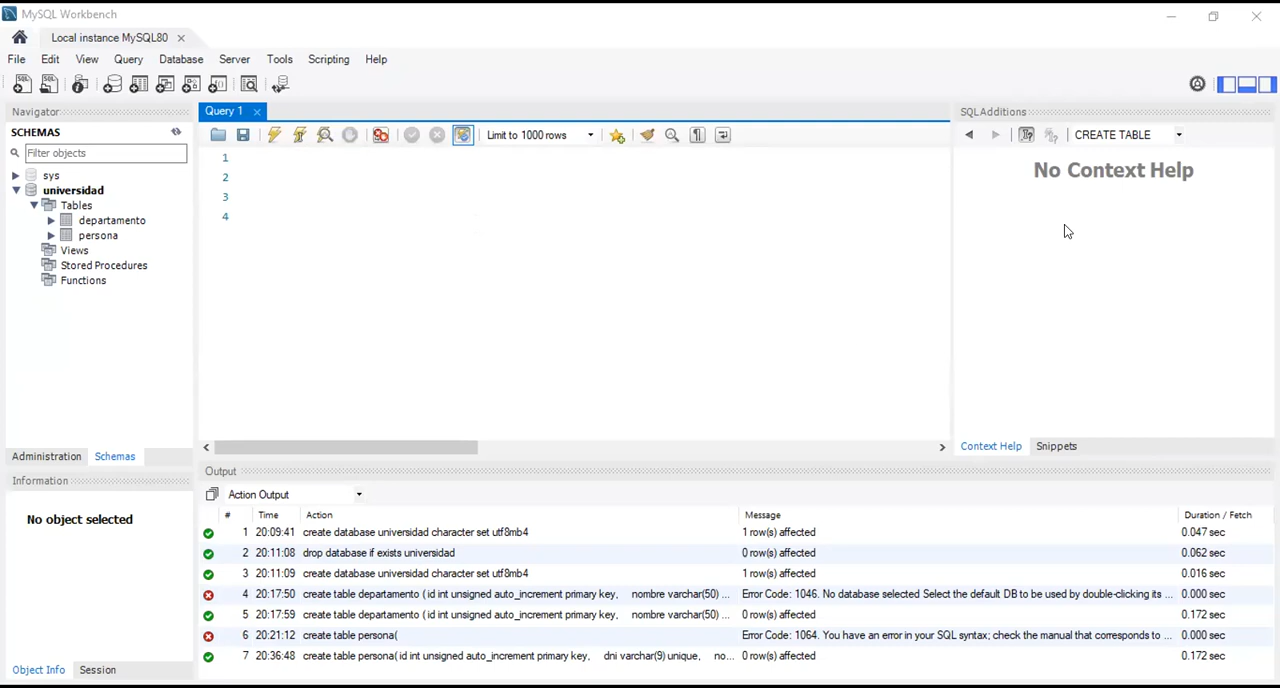 MySQL Workbench
Local instance MySQL80
File Edit View Query Database Server Tools Scripting Help
Navigator
SCHEMAS
Filter objects
sys
universidad
Tables
departamento
persona
Views
Stored Procedures
Functions
Administration Schemas
Information
No object selected
Object Info Session
Query 1
Limit to 1000 rows
1
2
3
4
SQLAdditions
CREATE TABLE
No Context Help
Context Help Snippets
Output
Action Output
# Time Action Message Duration / Fetch
1 20:09:41 create database universidad character set utf8mb4 1 row(s) affected 0.047 sec
2 20:11:08 drop database if exists universidad 0 row(s) affected 0.062 sec
3 20:11:09 create database universidad character set utf8mb4 1 row(s) affected 0.016 sec
4 20:17:50 create table departamento ( id int unsigned auto_increment primary key, nombre varchar(50) ... Error Code: 1046. No database selected Select the default DB to be used by double-clicking its ... 0.000 sec
5 20:17:59 create table departamento ( id int unsigned auto_increment primary key, nombre varchar(50) ... 0 row(s) affected 0.172 sec
6 20:21:12 create table persona( Error Code: 1064. You have an error in your SQL syntax; check the manual that corresponds to ... 0.000 sec
7 20:36:48 create table persona( id int unsigned auto_increment primary key, dni varchar(9) unique, no... 0 row(s) affected 0.172 sec